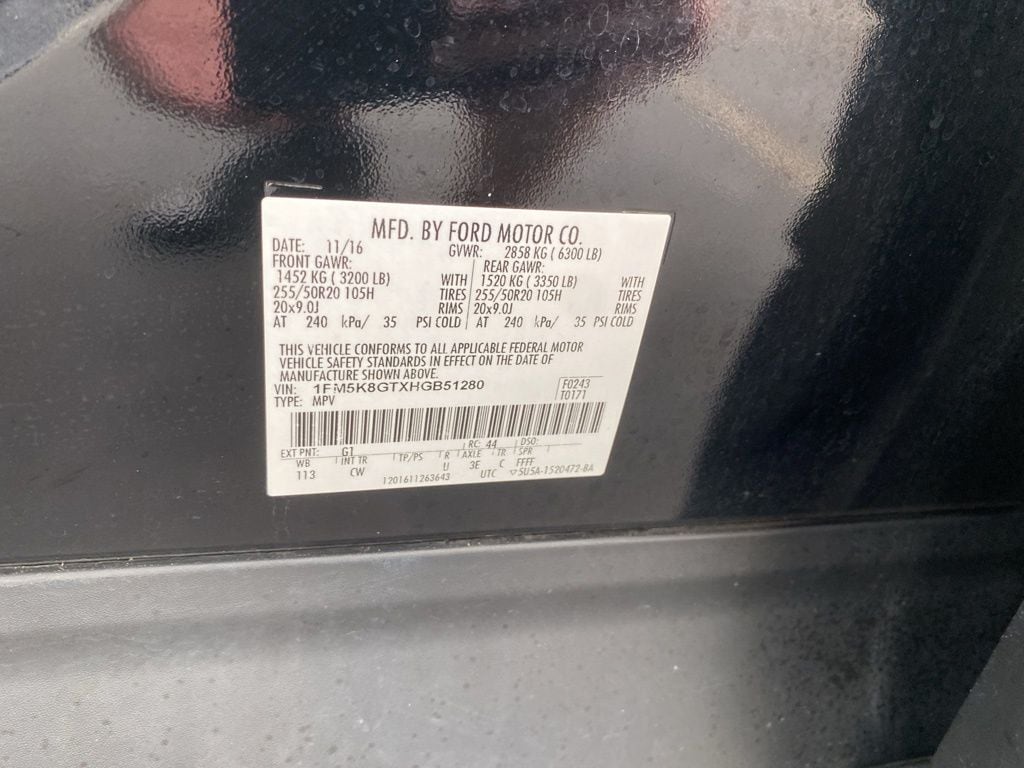 MFD. BY FORD MOTOR CO.
DATE: 11/16 GVWR: 2858 KG ( 6300 LB)
FRONT GAWR: REAR GAWR:
1452 KG ( 3200 LB) WITH 1520 KG ( 3350 LB) WITH
255/50R20 105H TIRES 255/50R20 105H TIRES
20x9.0J RIMS 20x9.0J RIMS
AT 240 kPa/ 35 PSI COLD AT 240 kPa/ 35 PSI COLD
THIS VEHICLE CONFORMS TO ALL APPLICABLE FEDERAL MOTOR
VEHICLE SAFETY STANDARDS IN EFFECT ON THE DATE OF
MANUFACTURE SHOWN ABOVE.
VIN: 1FM5K8GTXHGB51280 F0243
TYPE: MPV T0171
EXT PNT: G1 RC: 44 DSO:
WB INT TR TP/PS R AXLE TR SPR
113 CW U 3E C FFFF
1201611263643 UTC 5U5A-1520472-BA